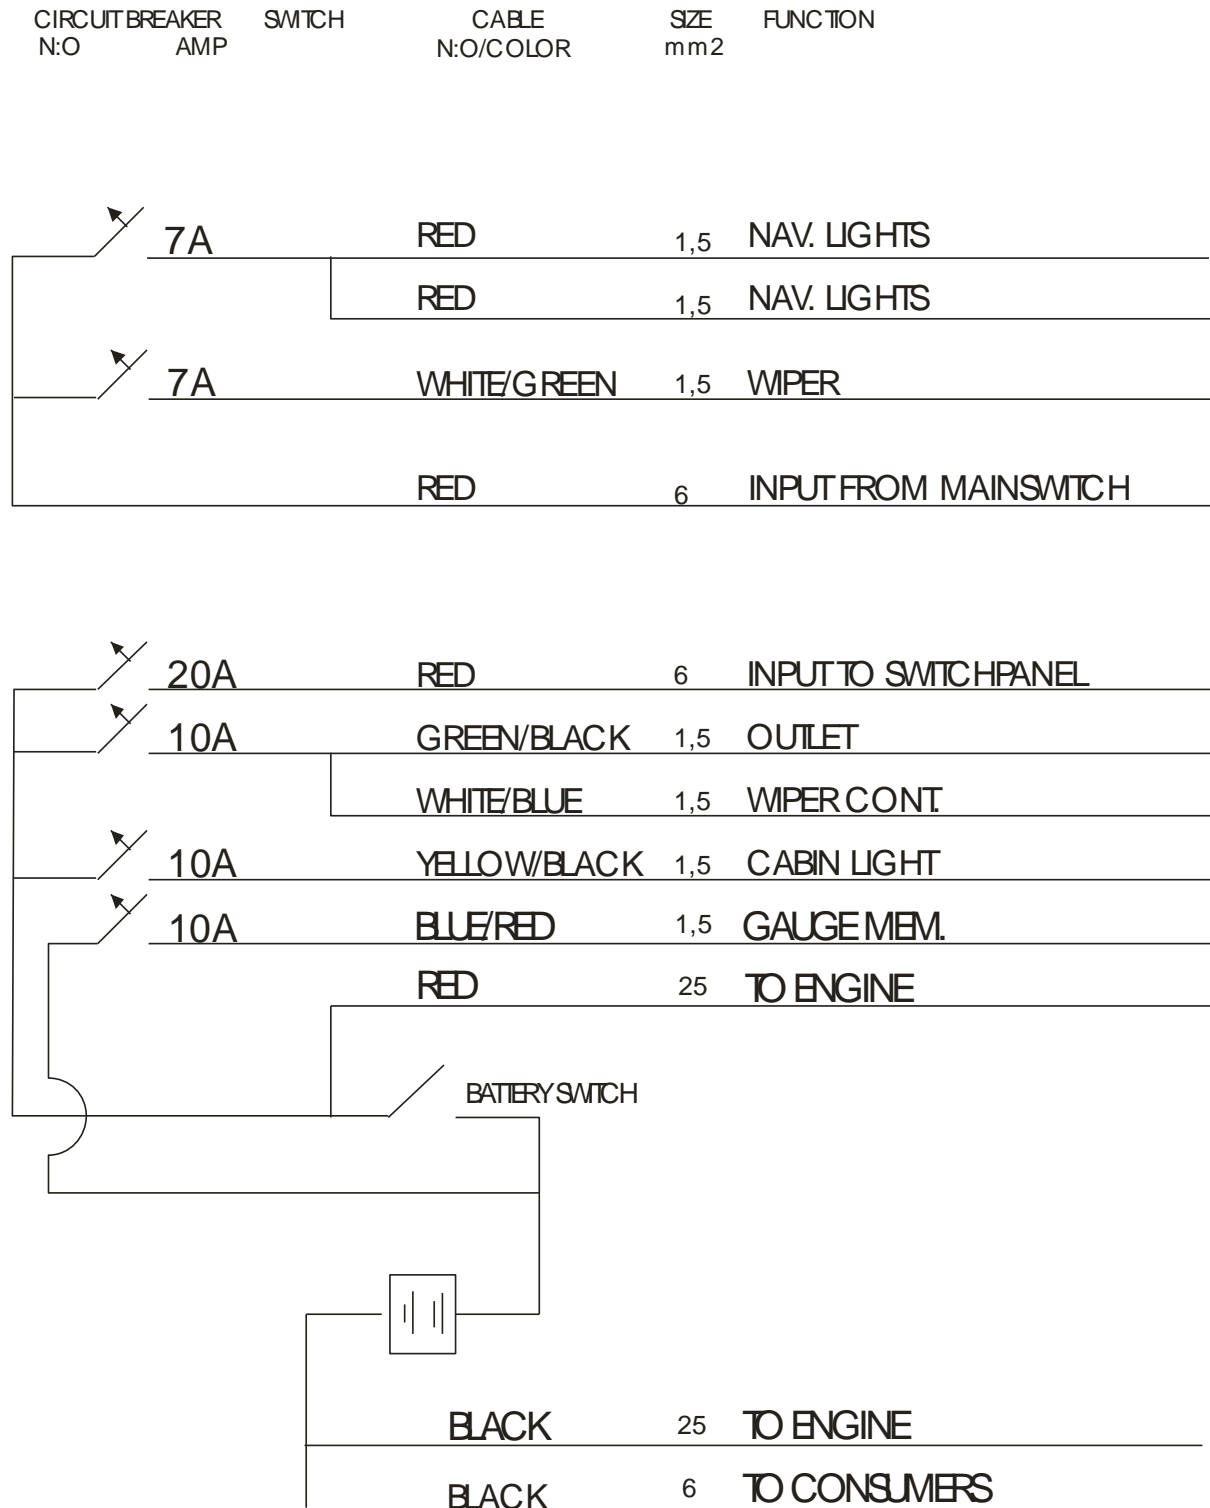 CIRCUIT BREAKER SWITCH CABLE SIZE FUNCTION
N:O AMP N:O/COLOR mm2
7A RED 1,5 NAV. LIGHTS
RED 1,5 NAV. LIGHTS
7A WHITE/GREEN 1,5 WIPER
RED 6 INPUT FROM MAINSWITCH
20A RED 6 INPUT TO SWITCHPANEL
10A GREEN/BLACK 1,5 OUTLET
WHITE/BLUE 1,5 WIPER CONT.
10A YELLOW/BLACK 1,5 CABIN LIGHT
10A BLUE/RED 1,5 GAUGE MEM.
RED 25 TO ENGINE
BATTERY SWITCH
BLACK 25 TO ENGINE
BLACK 6 TO CONSUMERS